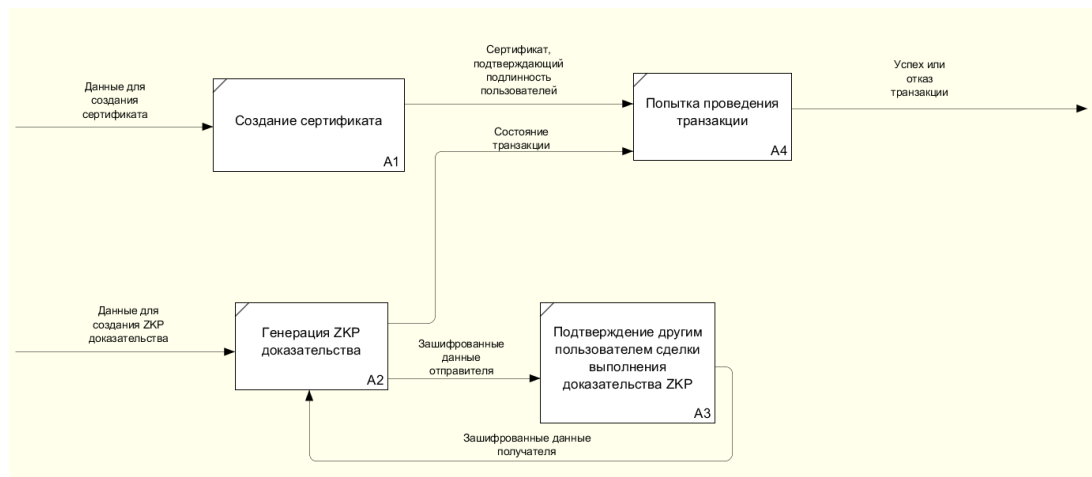 Данные для
создания
сертификата
Создание сертификата
A1
Сертификат,
подтверждающий
подлинность
пользователей
Состояние
транзакции
Попытка проведения
транзакции
A4
Успех или
отказ
транзакции
Данные для
создания ZKP
доказательства
Генерация ZKP
доказательства
A2
Зашифрованные
данные
отправителя
Подтверждение другим
пользователем сделки
выполнения
доказательства ZKP
A3
Зашифрованные данные
получателя